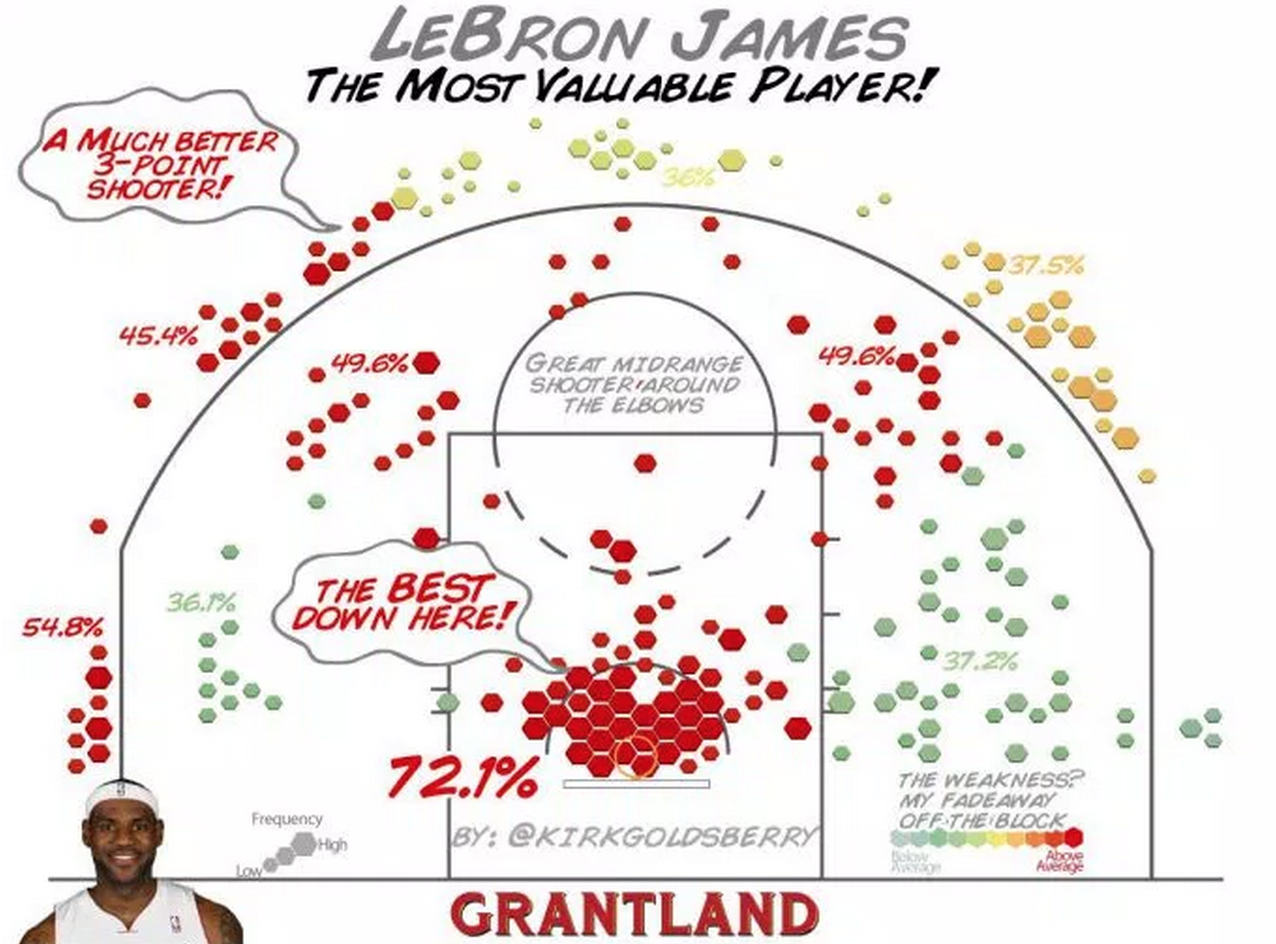 LEBRON JAMES
THE MOST VALUABLE PLAYER!
A MUCH BETTER
3-POINT
SHOOTER!
36%
37.5%
45.4%
49.6%
GREAT MIDRANGE
SHOOTER AROUND
THE ELBOWS
49.6%
THE BEST
DOWN HERE!
36.1%
54.8%
37.2%
72.1%
THE WEAKNESS?
MY FADEAWAY
OFF THE BLOCK
Frequency
High
Low
BY: @KIRKGOLDSBERRY
Below
Average
Above
Average
GRANTLAND